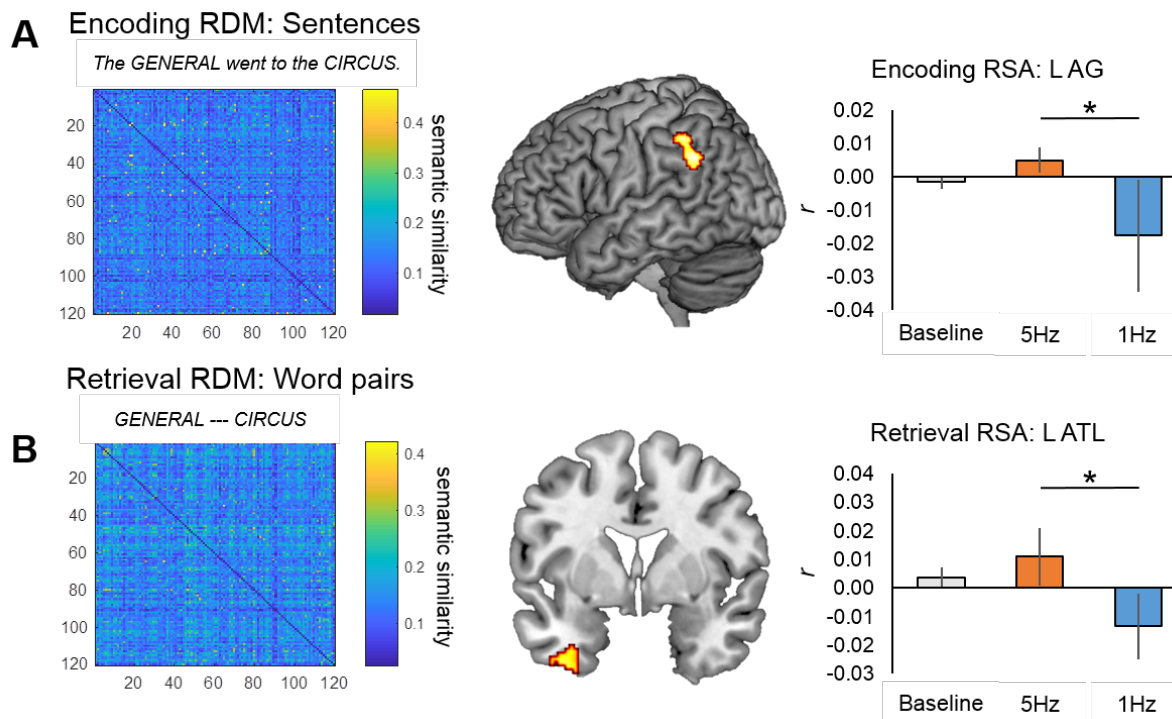 A
Encoding RDM: Sentences
The GENERAL went to the CIRCUS.
20
40
60
80
100
120
20 40 60 80 100 120
0.4
0.3
0.2
0.1
semantic similarity
Encoding RSA: L AG
0.02
0.01
0.00
-0.01
-0.02
-0.03
-0.04
r
*
Baseline 5Hz 1Hz
B
Retrieval RDM: Word pairs
GENERAL --- CIRCUS
20
40
60
80
100
120
20 40 60 80 100 120
0.4
0.3
0.2
0.1
semantic similarity
Retrieval RSA: L ATL
0.04
0.03
0.02
0.01
0.00
-0.01
-0.02
-0.03
r
*
Baseline 5Hz 1Hz